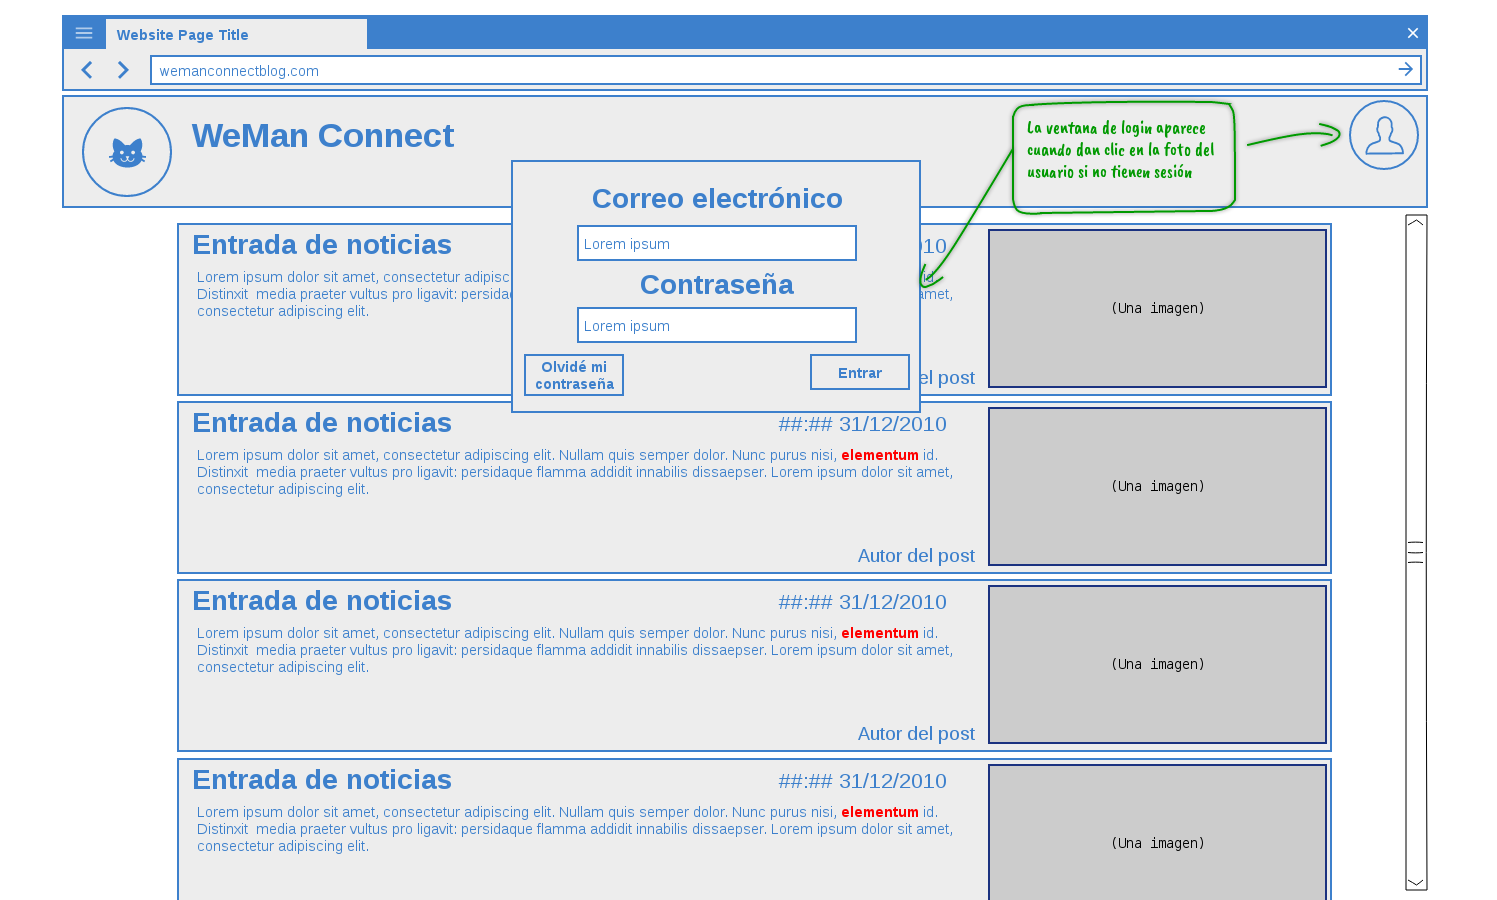 Website Page Title
wemanconnectblog.com
WeMan Connect
La ventana de login aparece
cuando dan clic en la foto del
usuario si no tienen sesión
Correo electrónico
Lorem ipsum
Contraseña
Lorem ipsum
Olvidé mi
contraseña
Entrar
Entrada de noticias
Lorem ipsum dolor sit amet, consectetur adipisc
id.
Distinxit  media praeter vultus pro ligavit: persidaq
amet,
consectetur adipiscing elit.
010
el post
(Una imagen)
Entrada de noticias
##:## 31/12/2010
Lorem ipsum dolor sit amet, consectetur adipiscing elit. Nullam quis semper dolor. Nunc purus nisi, elementum id.
Distinxit  media praeter vultus pro ligavit: persidaque flamma addidit innabilis dissaepser. Lorem ipsum dolor sit amet,
consectetur adipiscing elit.
Autor del post
(Una imagen)
Entrada de noticias
##:## 31/12/2010
Lorem ipsum dolor sit amet, consectetur adipiscing elit. Nullam quis semper dolor. Nunc purus nisi, elementum id.
Distinxit  media praeter vultus pro ligavit: persidaque flamma addidit innabilis dissaepser. Lorem ipsum dolor sit amet,
consectetur adipiscing elit.
Autor del post
(Una imagen)
Entrada de noticias
##:## 31/12/2010
Lorem ipsum dolor sit amet, consectetur adipiscing elit. Nullam quis semper dolor. Nunc purus nisi, elementum id.
Distinxit  media praeter vultus pro ligavit: persidaque flamma addidit innabilis dissaepser. Lorem ipsum dolor sit amet,
consectetur adipiscing elit.
(Una imagen)